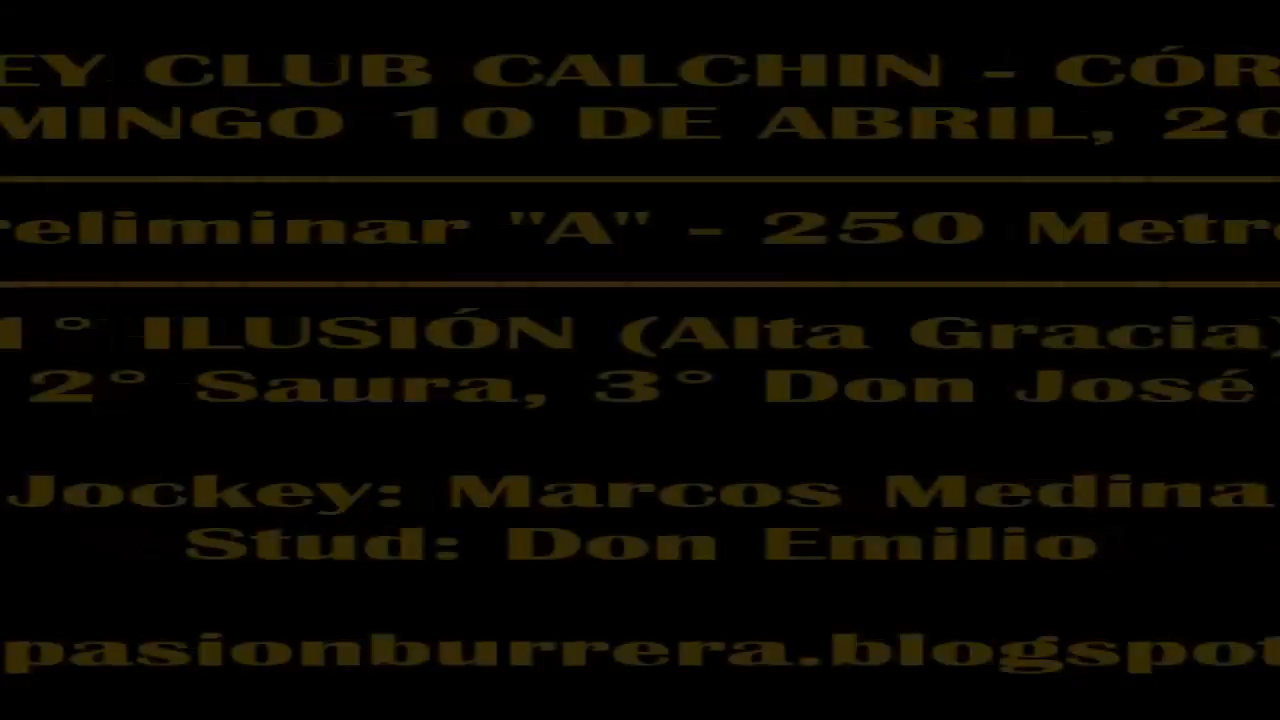 EY CLUB CALCHIN - CÓR
MINGO 10 DE ABRIL, 20
reliminar "A" - 250 Metr
1 ° ILUSIÓN (Alta Gracia)
2° Saura, 3° Don José
Jockey: Marcos Medina
Stud: Don Emilio
pasionburrera.blogspot